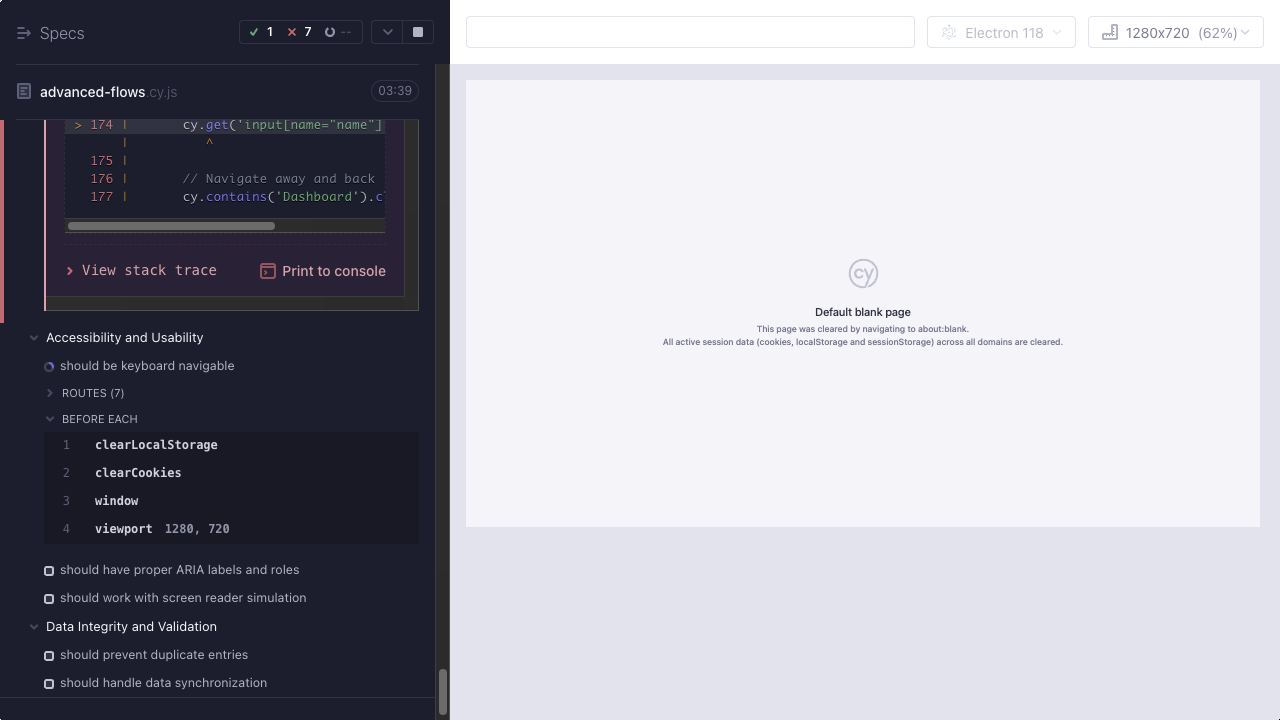 Specs
1 7 --
advanced-flows.cy.js
03:39
> 174 | cy.get('input[name="name"]
| ^
175 |
176 | // Navigate away and back
177 | cy.contains('Dashboard').c
View stack trace
Print to console
Accessibility and Usability
should be keyboard navigable
ROUTES (7)
BEFORE EACH
1 clearLocalStorage
2 clearCookies
3 window
4 viewport 1280, 720
should have proper ARIA labels and roles
should work with screen reader simulation
Data Integrity and Validation
should prevent duplicate entries
should handle data synchronization
Electron 118
1280x720 (62%)
cy
Default blank page
This page was cleared by navigating to about:blank.
All active session data (cookies, localStorage and sessionStorage) across all domains are cleared.